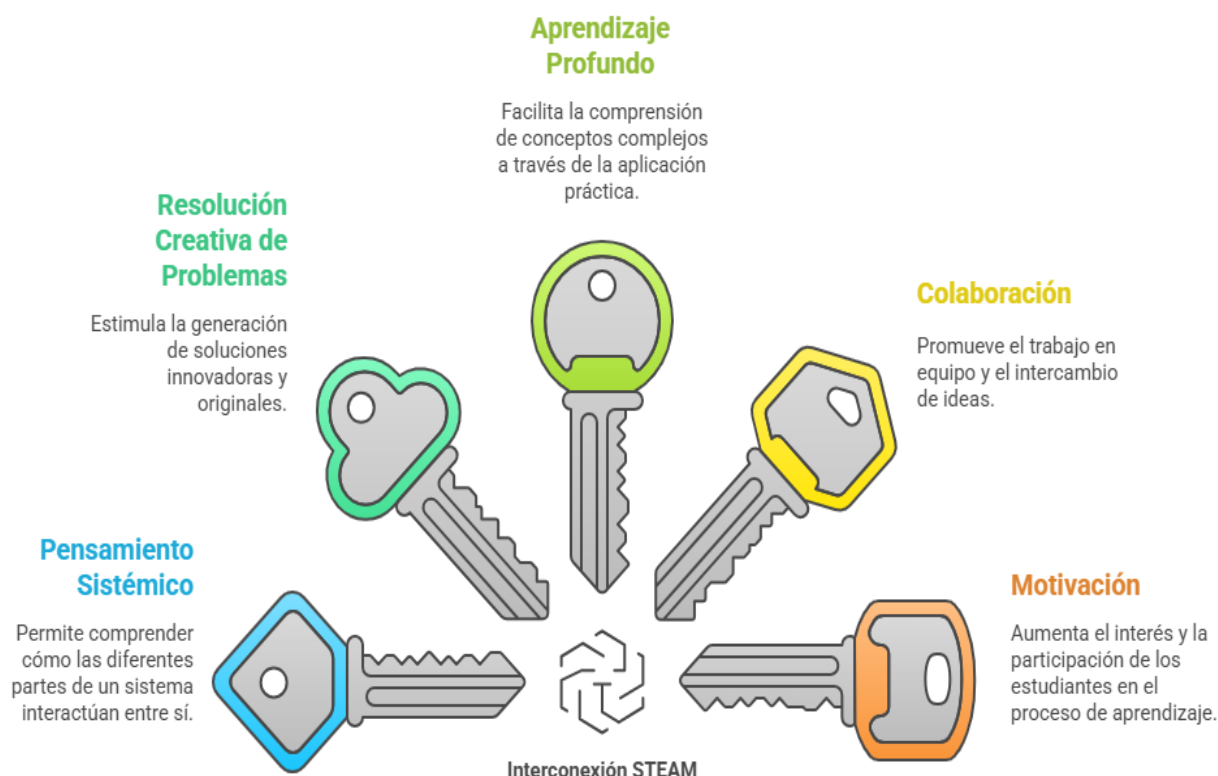 Aprendizaje
Profundo
Facilita la comprensión
de conceptos complejos
a través de la aplicación
práctica.
Resolución
Creativa de
Problemas
Estimula la generación
de soluciones
innovadoras y
originales.
Colaboración
Promueve el trabajo en
equipo y el intercambio
de ideas.
Pensamiento
Sistémico
Permite comprender
cómo las diferentes
partes de un sistema
interactúan entre sí.
Motivación
Aumenta el interés y la
participación de los
estudiantes en el
proceso de aprendizaje.
Interconexión STEAM